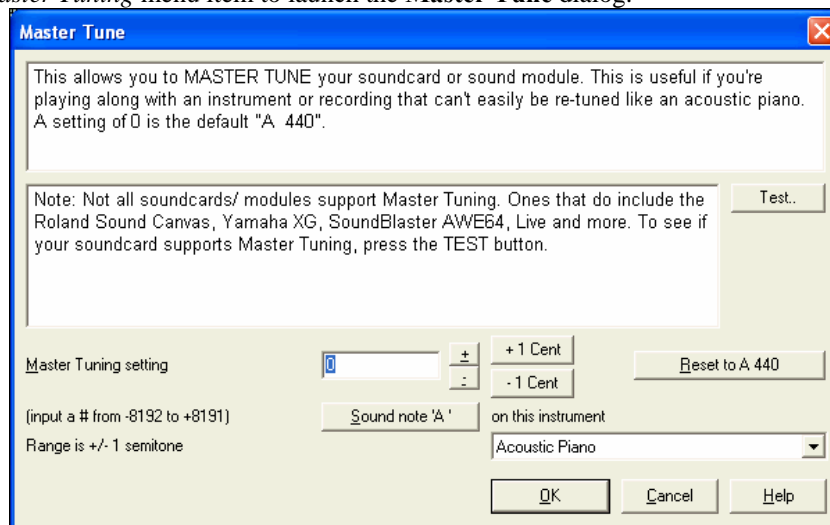 aster Tuning menu item to launch the Master Tune dialog.
Master Tune
This allows you to MASTER TUNE your soundcard or sound module. This is useful if you're
playing along with an instrument or recording that can't easily be re-tuned like an acoustic piano.
A setting of 0 is the default "A 440".
Note: Not all soundcards/ modules support Master Tuning. Ones that do include the
Roland Sound Canvas, Yamaha XG, SoundBlaster AWE64, Live and more. To see if
your soundcard supports Master Tuning, press the TEST button.
Test..
Master Tuning setting
0
+
-
+ 1 Cent
- 1 Cent
Reset to A 440
(input a # from -8192 to +8191)
Sound note 'A '
on this instrument
Range is +/- 1 semitone
Acoustic Piano
OK
Cancel
Help